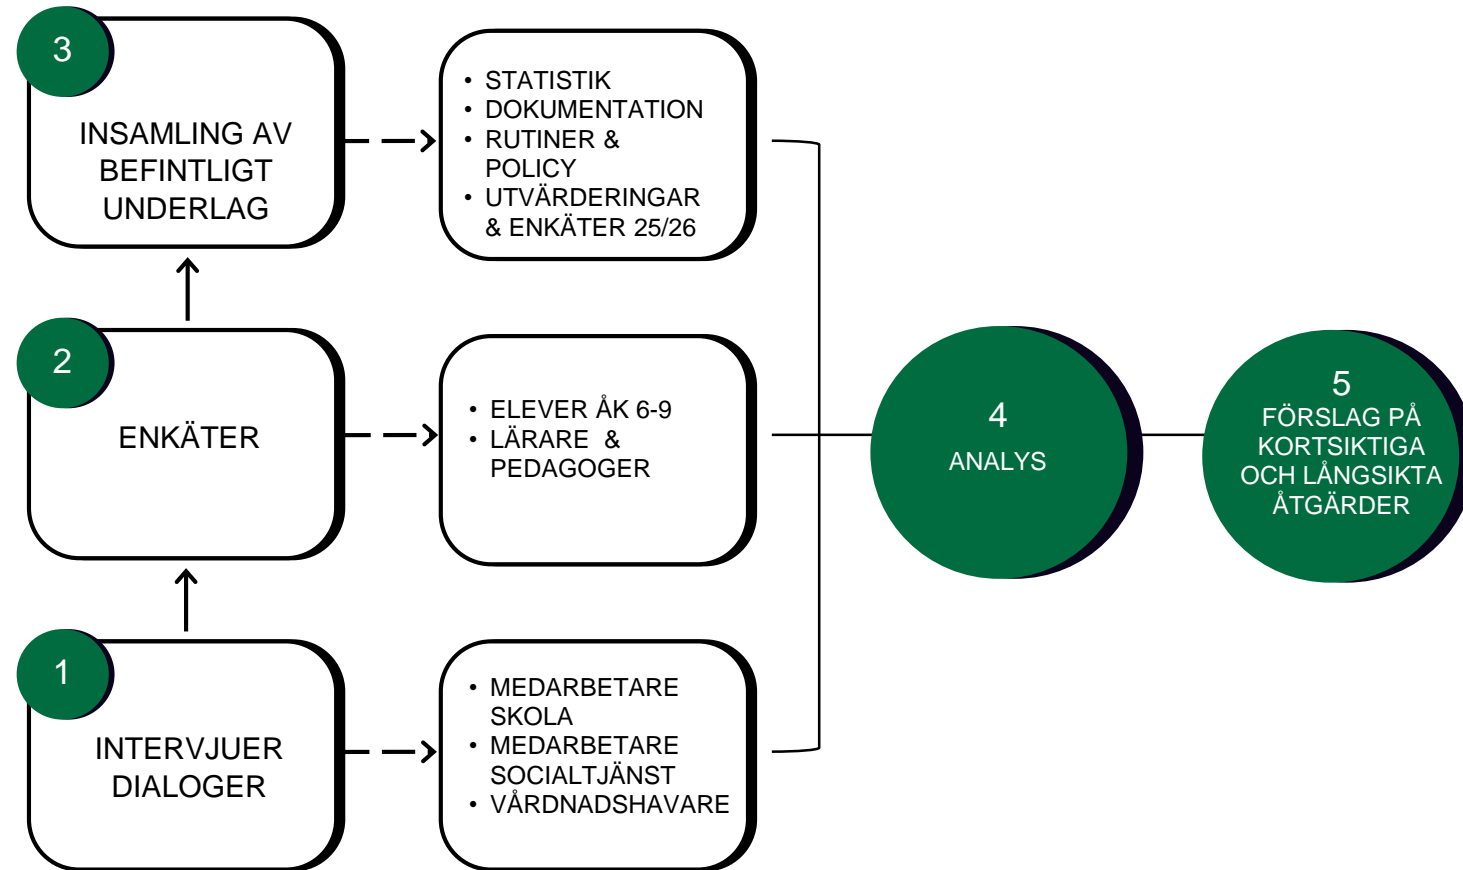 3
INSAMLING AV
BEFINTLIGT
UNDERLAG
• STATISTIK
• DOKUMENTATION
• RUTINER &
POLICY
• UTVÄRDERINGAR
& ENKÄTER 25/26
2
ENKÄTER
• ELEVER ÅK 6-9
• LÄRARE &
PEDAGOGER
1
INTERVJUER
DIALOGER
• MEDARBETARE
SKOLA
• MEDARBETARE
SOCIALTJÄNST
• VÅRDNADSHAVARE
4
ANALYS
5
FÖRSLAG PÅ
KORTSIKTIGA
OCH LÅNGSIKTA
ÅTGÄRDER